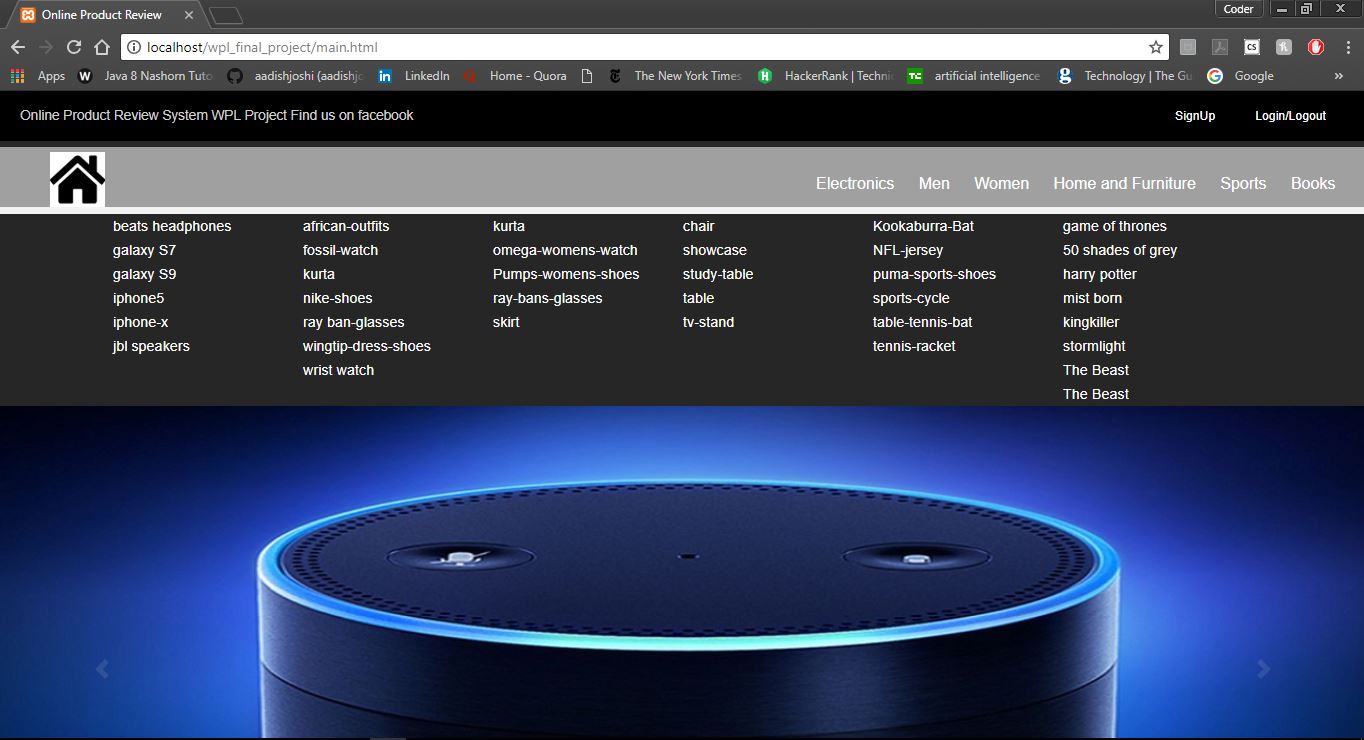 Online Product Review
Coder
localhost/wpl_final_project/main.html
CS
Apps
W Java 8 Nashorn Tuto
aadishjoshi (aadishjo
in LinkedIn
Home - Quora
The New York Times
H HackerRank | Technic
TC artificial intelligence
g Technology | The Gu
G Google
»
Online Product Review System WPL Project Find us on facebook
SignUp Login/Logout
Electronics Men Women Home and Furniture Sports Books
beats headphones
galaxy S7
galaxy S9
iphone5
iphone-x
jbl speakers
african-outfits
fossil-watch
kurta
nike-shoes
ray ban-glasses
wingtip-dress-shoes
wrist watch
kurta
omega-womens-watch
Pumps-womens-shoes
ray-bans-glasses
skirt
chair
showcase
study-table
table
tv-stand
Kookaburra-Bat
NFL-jersey
puma-sports-shoes
sports-cycle
table-tennis-bat
tennis-racket
game of thrones
50 shades of grey
harry potter
mist born
kingkiller
stormlight
The Beast
The Beast